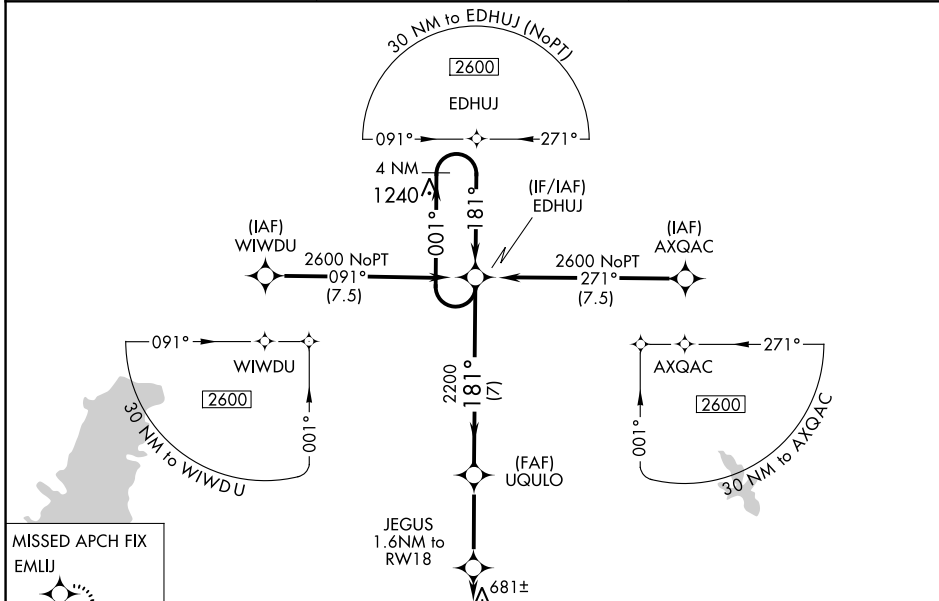 30 NM to EDHUJ (NoPT)
2600
EDHUJ
091°
271°
4 NM
1240
001°
181°
(IF/IAF)
EDHUJ
(IAF)
WIWDU
2600 NoPT
091°
(7.5)
(IAF)
AXQAC
2600 NoPT
271°
(7.5)
091°
WIWDU
2600
001°
30 NM to WIWDU
2200
181°
(7)
271°
AXQAC
2600
001°
30 NM to AXQAC
(FAF)
UQULO
JEGUS
1.6NM to
RW18
681±
MISSED APCH FIX
EMLIJ